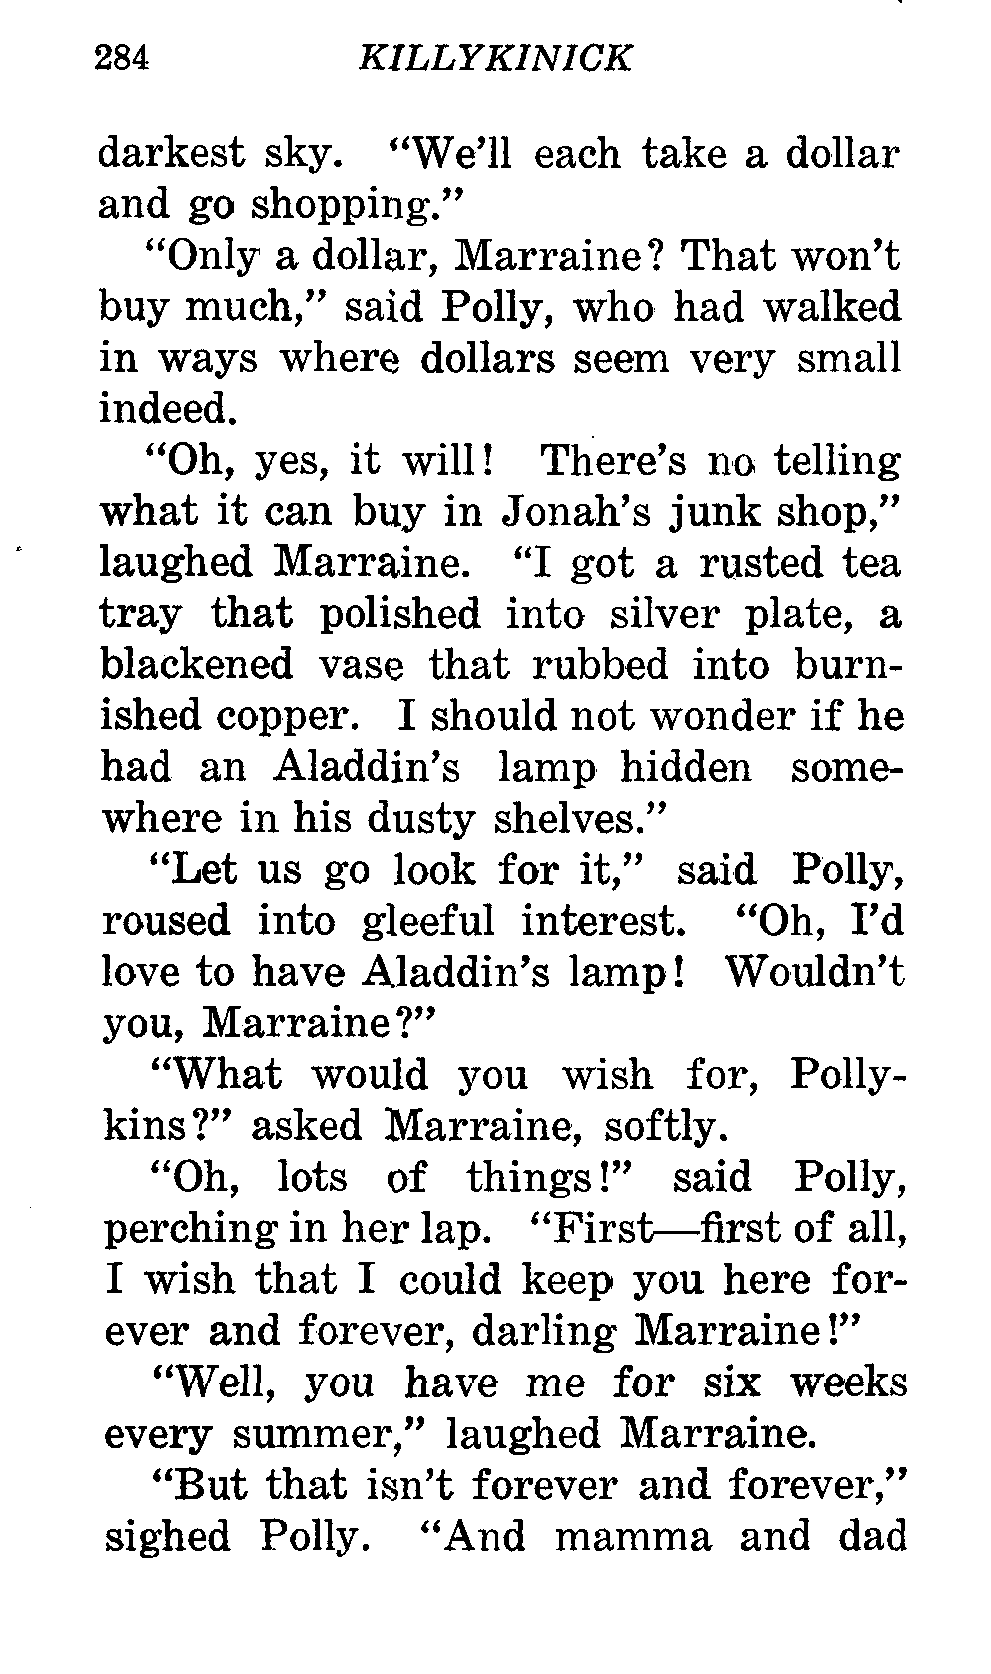 284 KILLYKINICK
darkest sky. “We’ll each take a dollar
and go shopping.”
“Only a dollar, Marraine? That won’t
buy much,” said Polly, who had walked
in ways where dollars seem very small
indeed.
“Oh, yes, it will! There’s no telling
what it can buy in Jonah’s junk shop,”
laughed Marraine. “I got a rusted tea
tray that polished into silver plate, a
blackened vase that rubbed into burn-
ished copper. I should not wonder if he
had an Aladdin’s lamp hidden some-
where in his dusty shelves.”
“Let us go look for it,” said Polly,
roused into gleeful interest. “Oh, I’d
love to have Aladdin’s lamp! Wouldn’t
you, Marraine?”
“What would you wish for, Polly-
kins?” asked Marraine, softly.
“Oh, lots of things!” said Polly,
perching in her lap. “First—first of all,
I wish that I could keep you here for-
ever and forever, darling Marraine!”
“Well, you have me for six weeks
every summer,” laughed Marraine.
“But that isn’t forever and forever,”
sighed Polly. “And mamma and dad